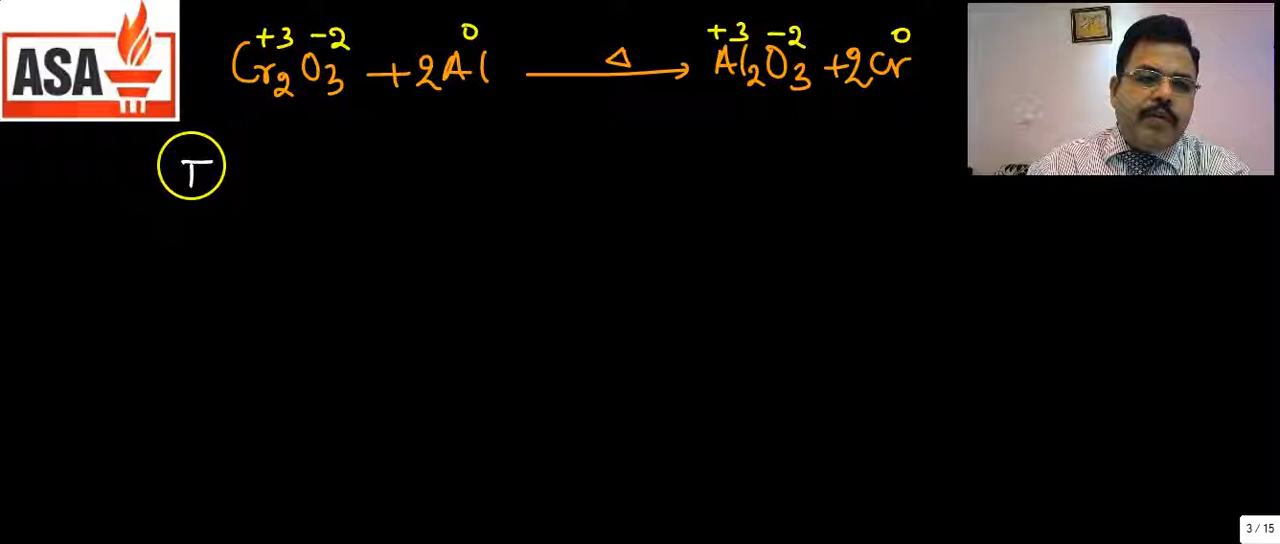 ASA
+3 -2 0 +3 -2 0
Cr₂O₃ + 2Al —Δ→ Al₂O₃ + 2Cr
T
3 / 15